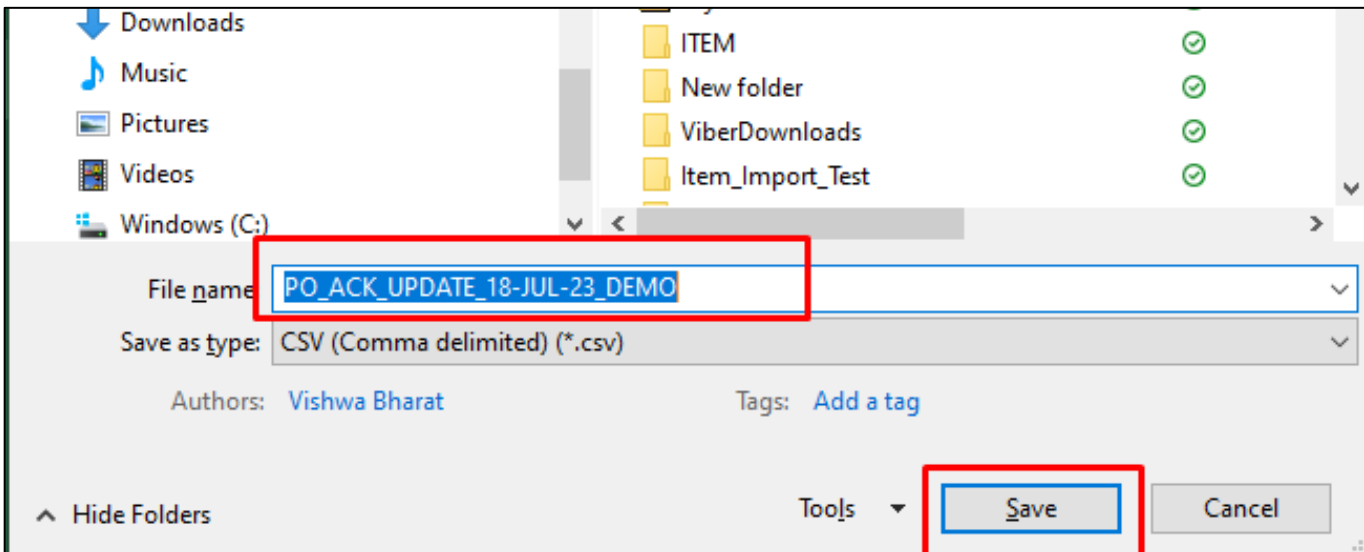 Downloads
Music
Pictures
Videos
Windows (C:)
ITEM
New folder
ViberDownloads
Item_Import_Test
File name: PO_ACK_UPDATE_18-JUL-23_DEMO
Save as type: CSV (Comma delimited) (*.csv)
Authors: Vishwa Bharat Tags: Add a tag
Hide Folders Tools Save Cancel